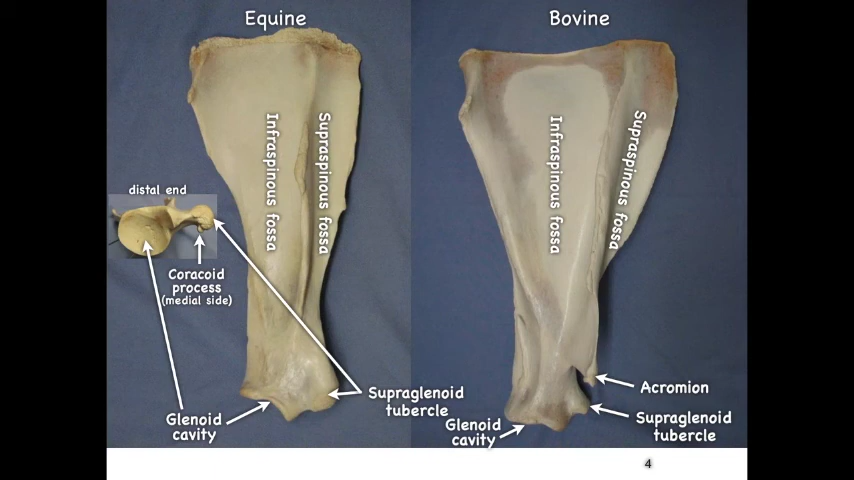 Equine
Bovine
Infraspinous fossa
Supraspinous fossa
Infraspinous fossa
Supraspinous fossa
distal end
Coracoid
process
(medial side)
Glenoid
cavity
Supraglenoid
tubercle
Acromion
Glenoid
cavity
Supraglenoid
tubercle
4